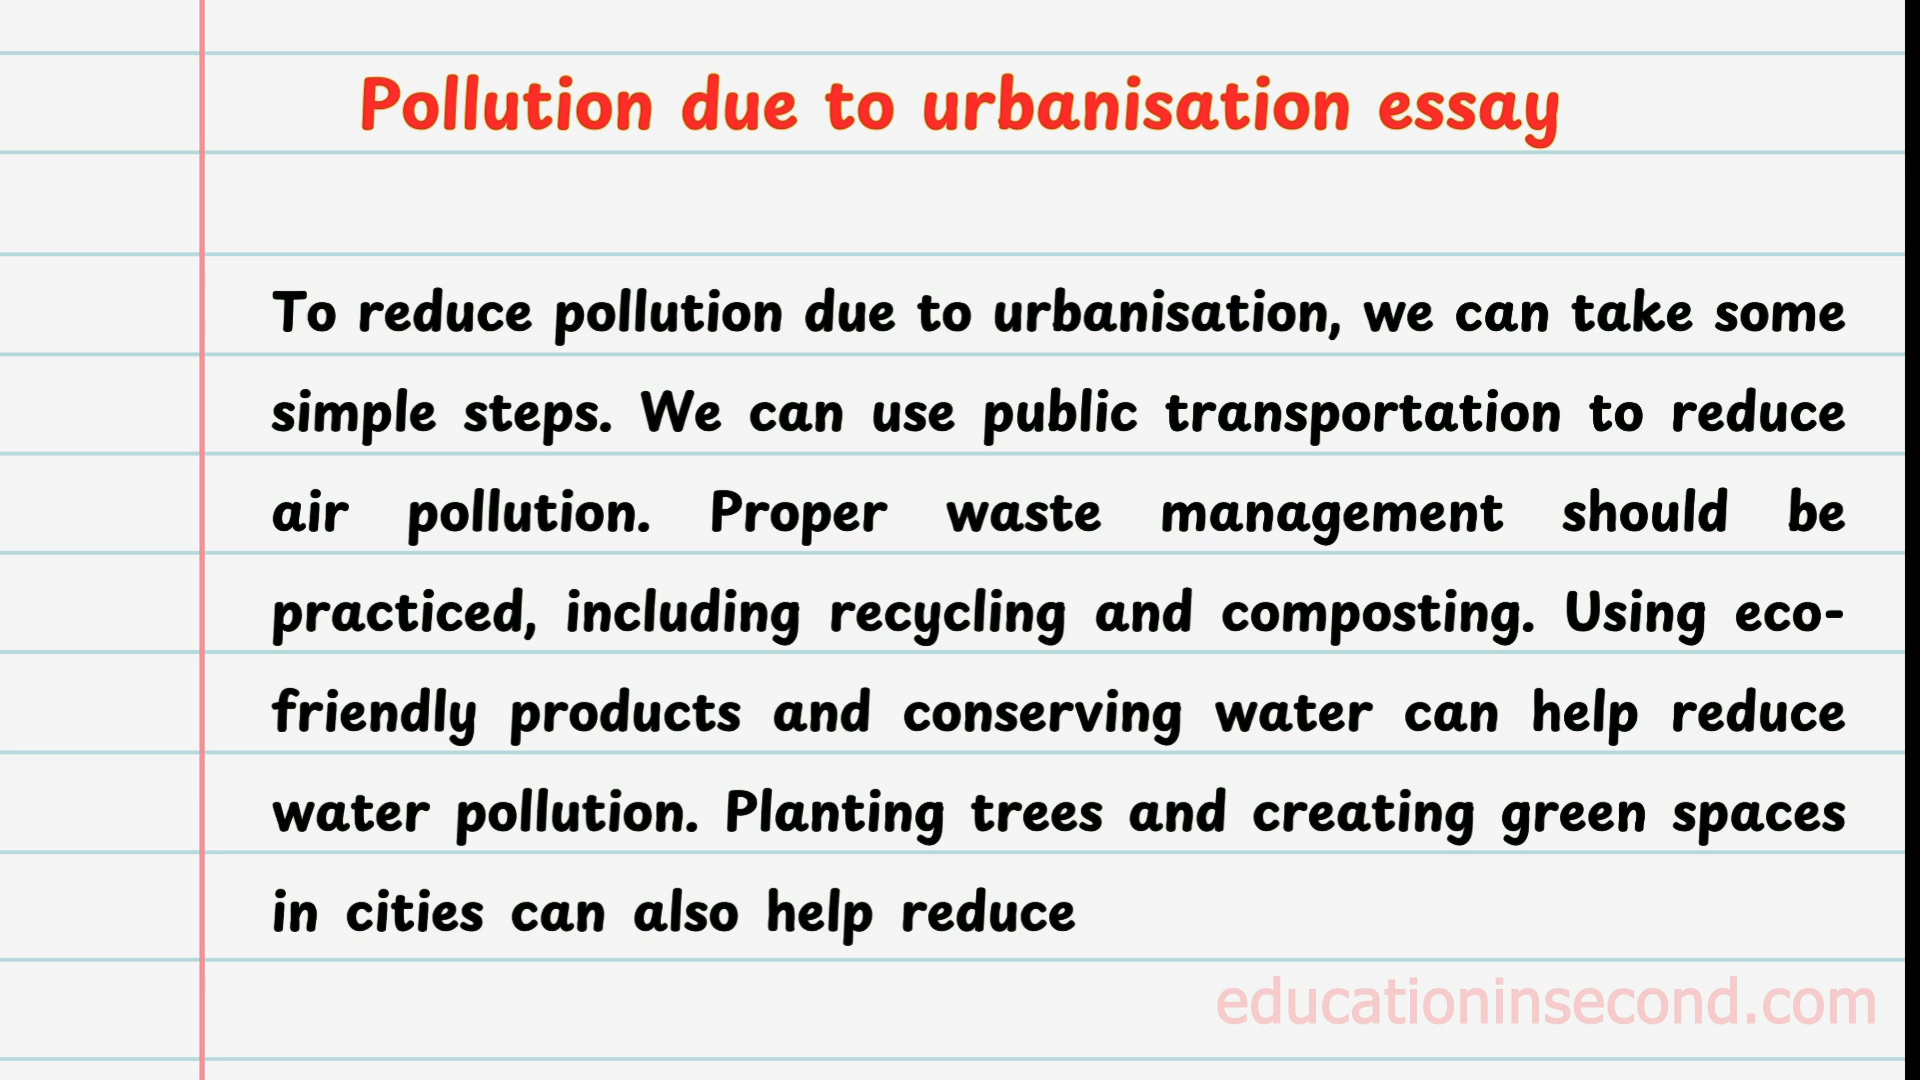 Pollution due to urbanisation essay
To reduce pollution due to urbanisation, we can take some
simple steps. We can use public transportation to reduce
air pollution. Proper waste management should be
practiced, including recycling and composting. Using eco-
friendly products and conserving water can help reduce
water pollution. Planting trees and creating green spaces
in cities can also help reduce
educationinsecond.com